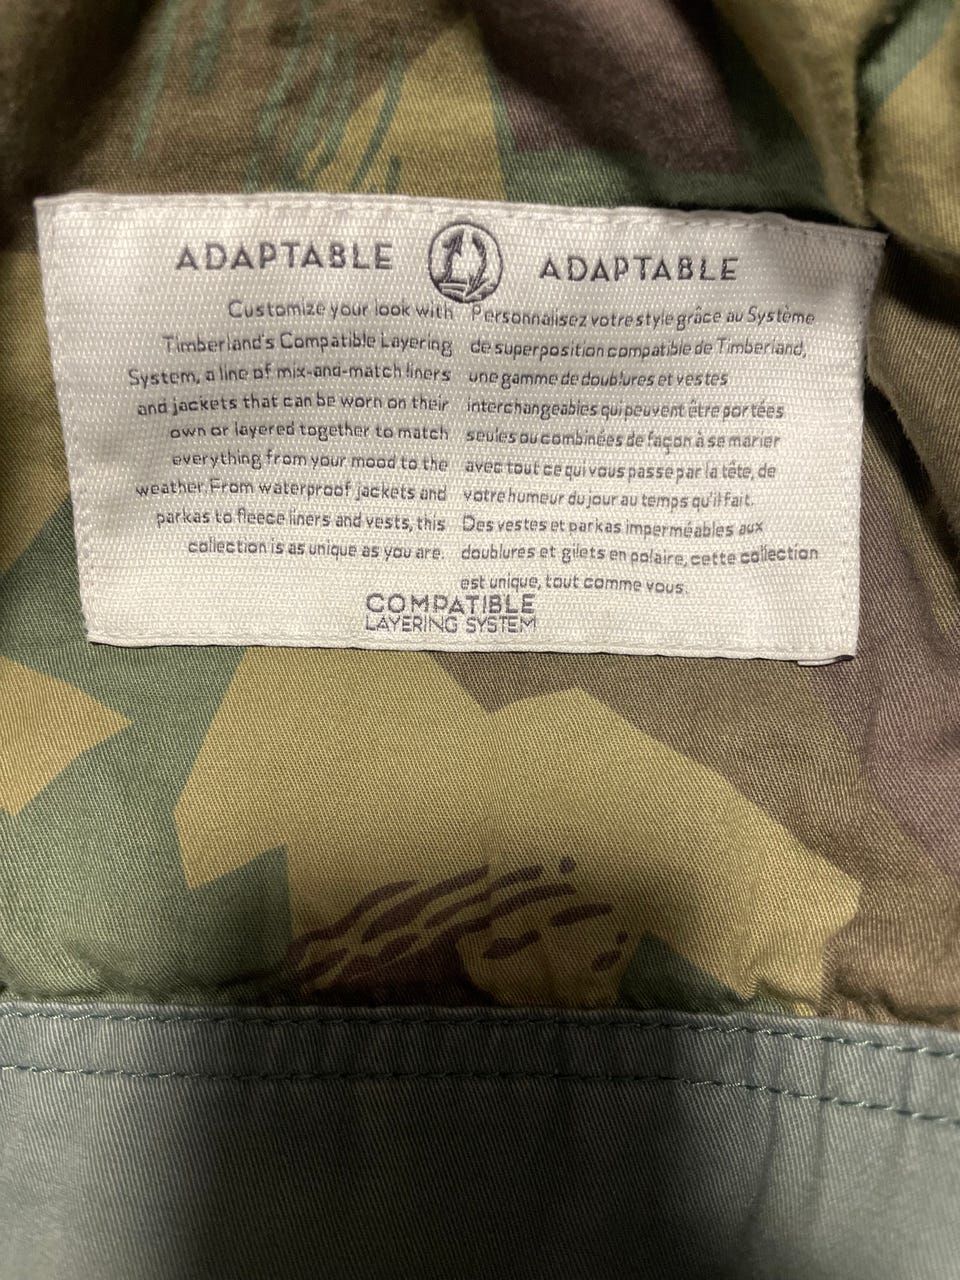 ADAPTABLE ADAPTABLE
Customize your look with
Timberland's Compatible Layering
System, a line of mix-and-match liners
and jackets that can be worn on their
own or layered together to match
everything from your mood to the
weather. From waterproof jackets and
parkas to fleece liners and vests, this
collection is as unique as you are.
Personnalisez votre style grâce au Système
de superposition compatible de Timberland,
une gamme de doublures et vestes
interchangeables qui peuvent être portées
seules ou combinées de façon à se marier
avec tout ce qui vous passe par la tête, de
votre humeur du jour au temps qu'il fait.
Des vestes et parkas imperméables aux
doublures et gilets en polaire, cette collection
est unique, tout comme vous.
COMPATIBLE
LAYERING SYSTEM